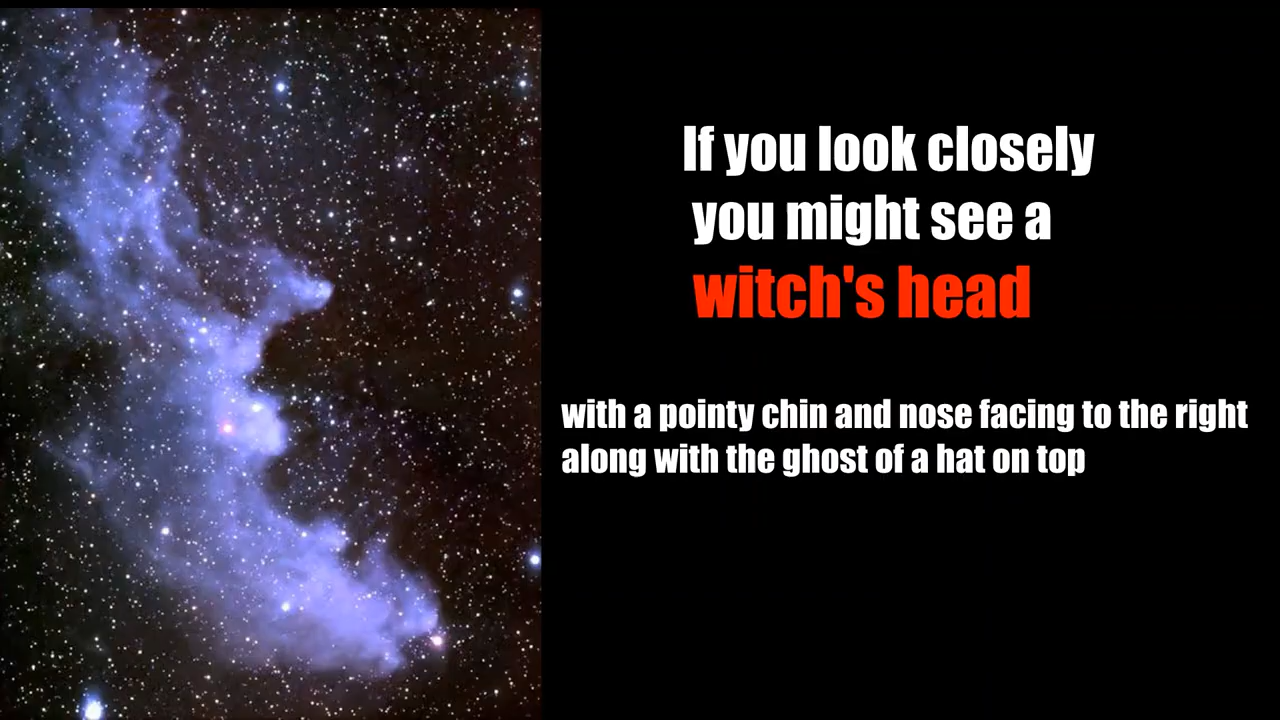 If you look closely
you might see a
witch's head
with a pointy chin and nose facing to the right
along with the ghost of a hat on top